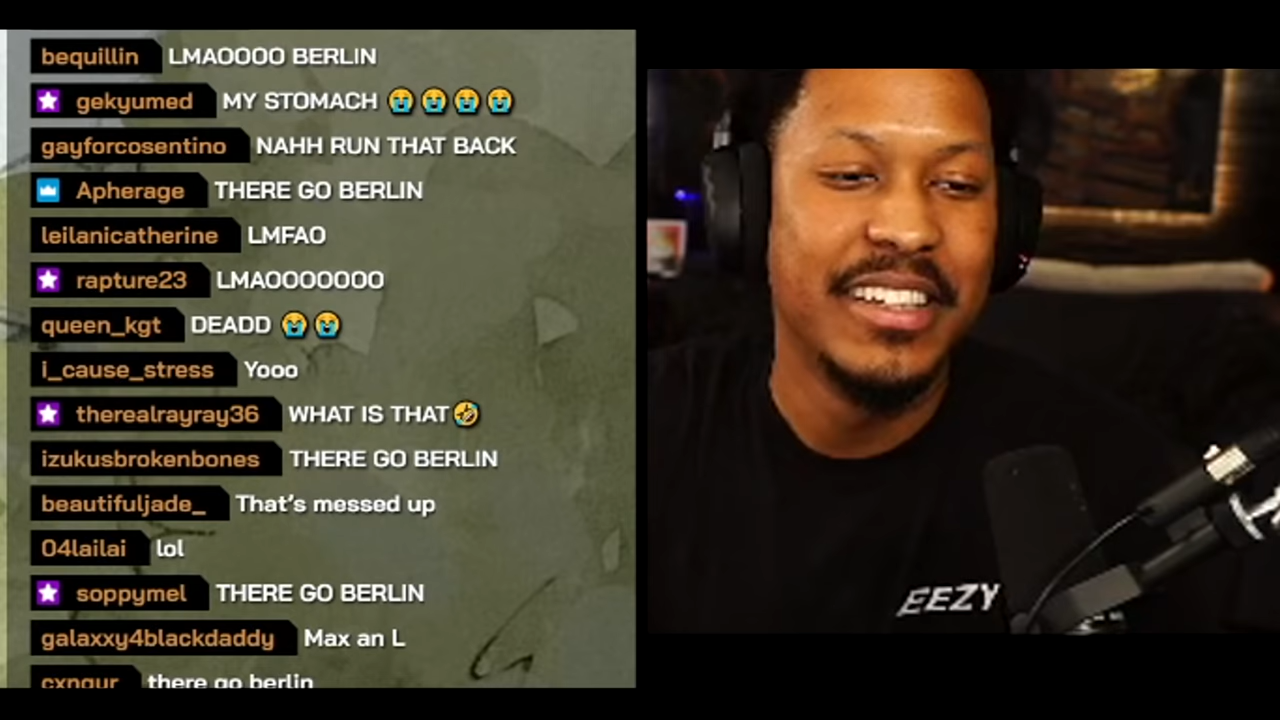 bequillin LMAOOOO BERLIN
gekyumed MY STOMACH 😭😭😭😭
gayforcosentino NAHH RUN THAT BACK
Apherage THERE GO BERLIN
leilanicatherine LMFAO
rapture23 LMAOOOOOOO
queen_kgt DEADD 😭😭
i_cause_stress Yooo
therealrayray36 WHAT IS THAT🤣
izukusbrokenbones THERE GO BERLIN
beautifuljade_ That's messed up
04lailai lol
soppymel THERE GO BERLIN
galaxxy4blackdaddy Max an L
cxngur there go berlin
EEZY